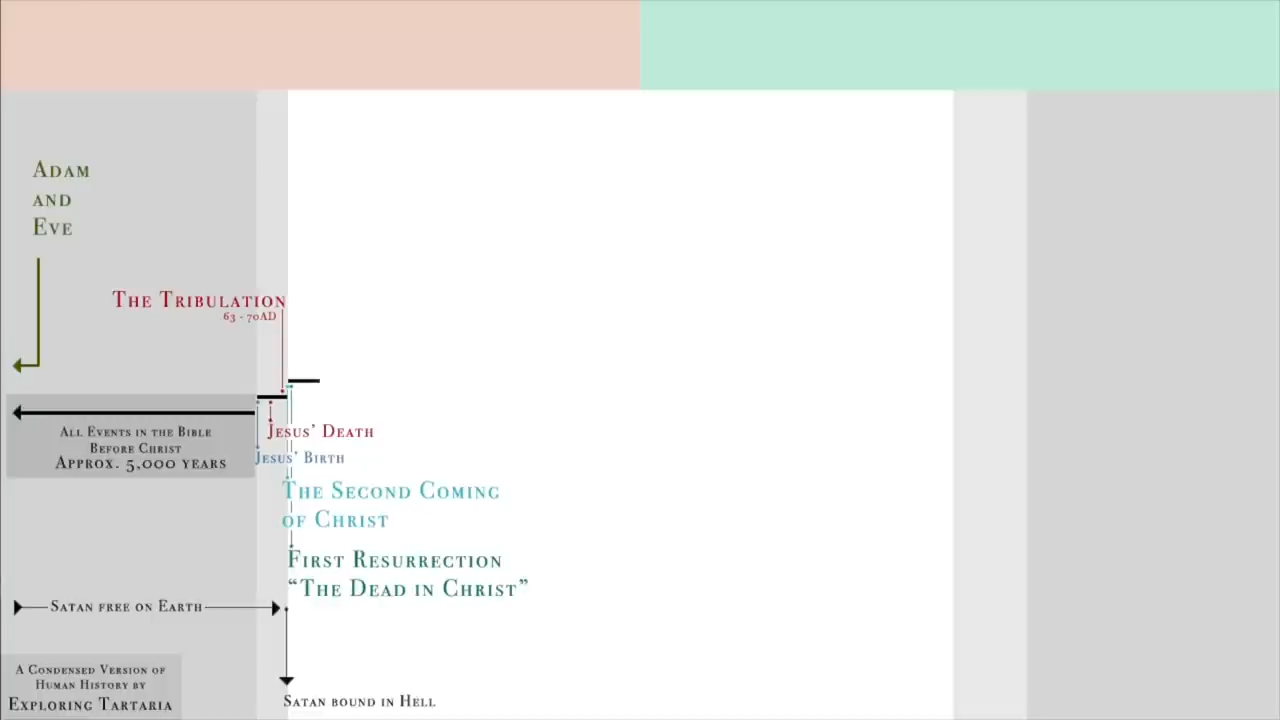 Adam
and
Eve
The Tribulation
63 - 70AD
All Events in the Bible
Before Christ
Approx. 5,000 years
Jesus' Death
Jesus' Birth
The Second Coming
of Christ
First Resurrection
“The Dead in Christ”
Satan free on Earth
Satan bound in Hell
A Condensed Version of
Human History by
Exploring Tartaria